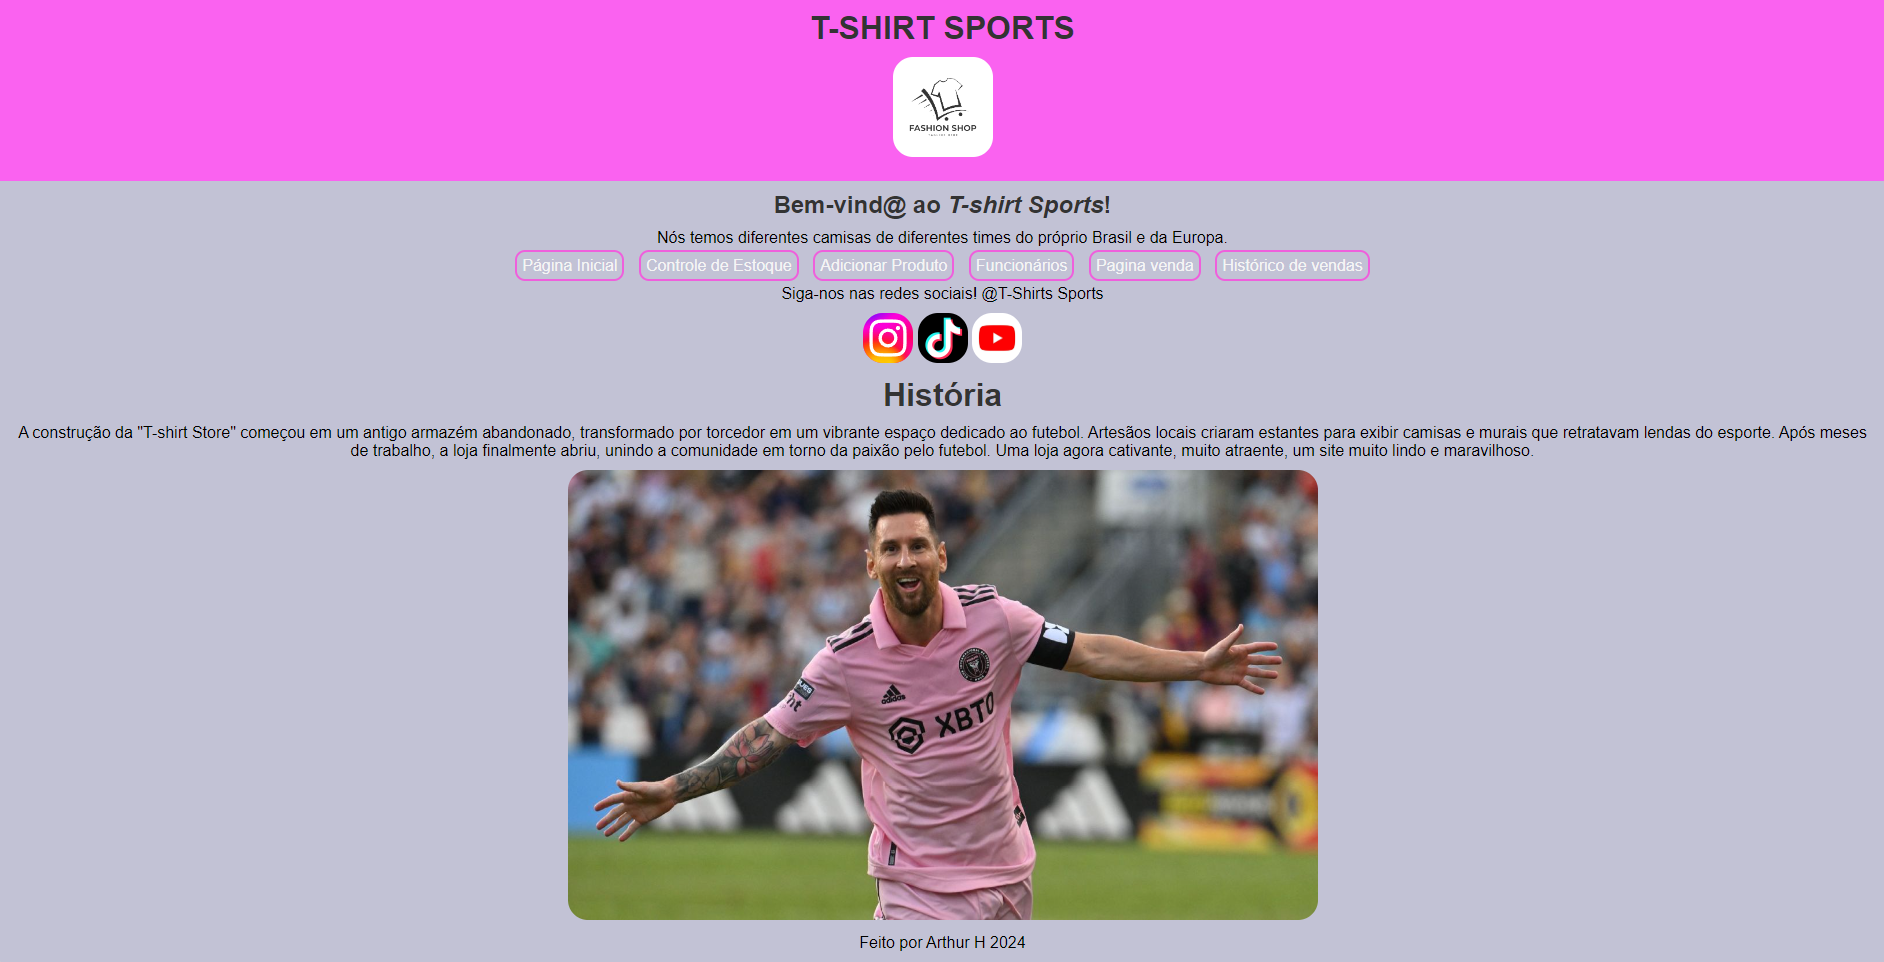 T-SHIRT SPORTS
FASHION SHOP
Bem-vind@ ao T-shirt Sports!
Nós temos diferentes camisas de diferentes times do próprio Brasil e da Europa.
Página Inicial Controle de Estoque Adicionar Produto Funcionários Pagina venda Histórico de vendas
Siga-nos nas redes sociais! @T-Shirts Sports
História
A construção da "T-shirt Store" começou em um antigo armazém abandonado, transformado por torcedor em um vibrante espaço dedicado ao futebol. Artesãos locais criaram estantes para exibir camisas e murais que retratavam lendas do esporte. Após meses
de trabalho, a loja finalmente abriu, unindo a comunidade em torno da paixão pelo futebol. Uma loja agora cativante, muito atraente, um site muito lindo e maravilhoso.
adidas
XBTO
Feito por Arthur H 2024